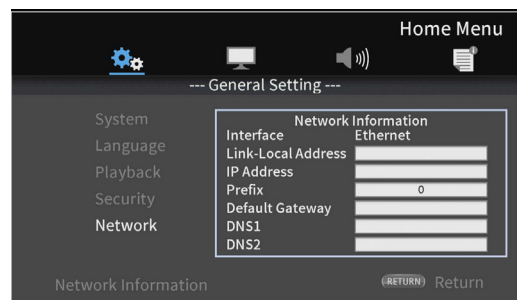 Home Menu
--- General Setting ---
System
Language
Playback
Security
Network
Network Information
Interface Ethernet
Link-Local Address
IP Address
Prefix 0
Default Gateway
DNS1
DNS2
Network Information
RETURN Return